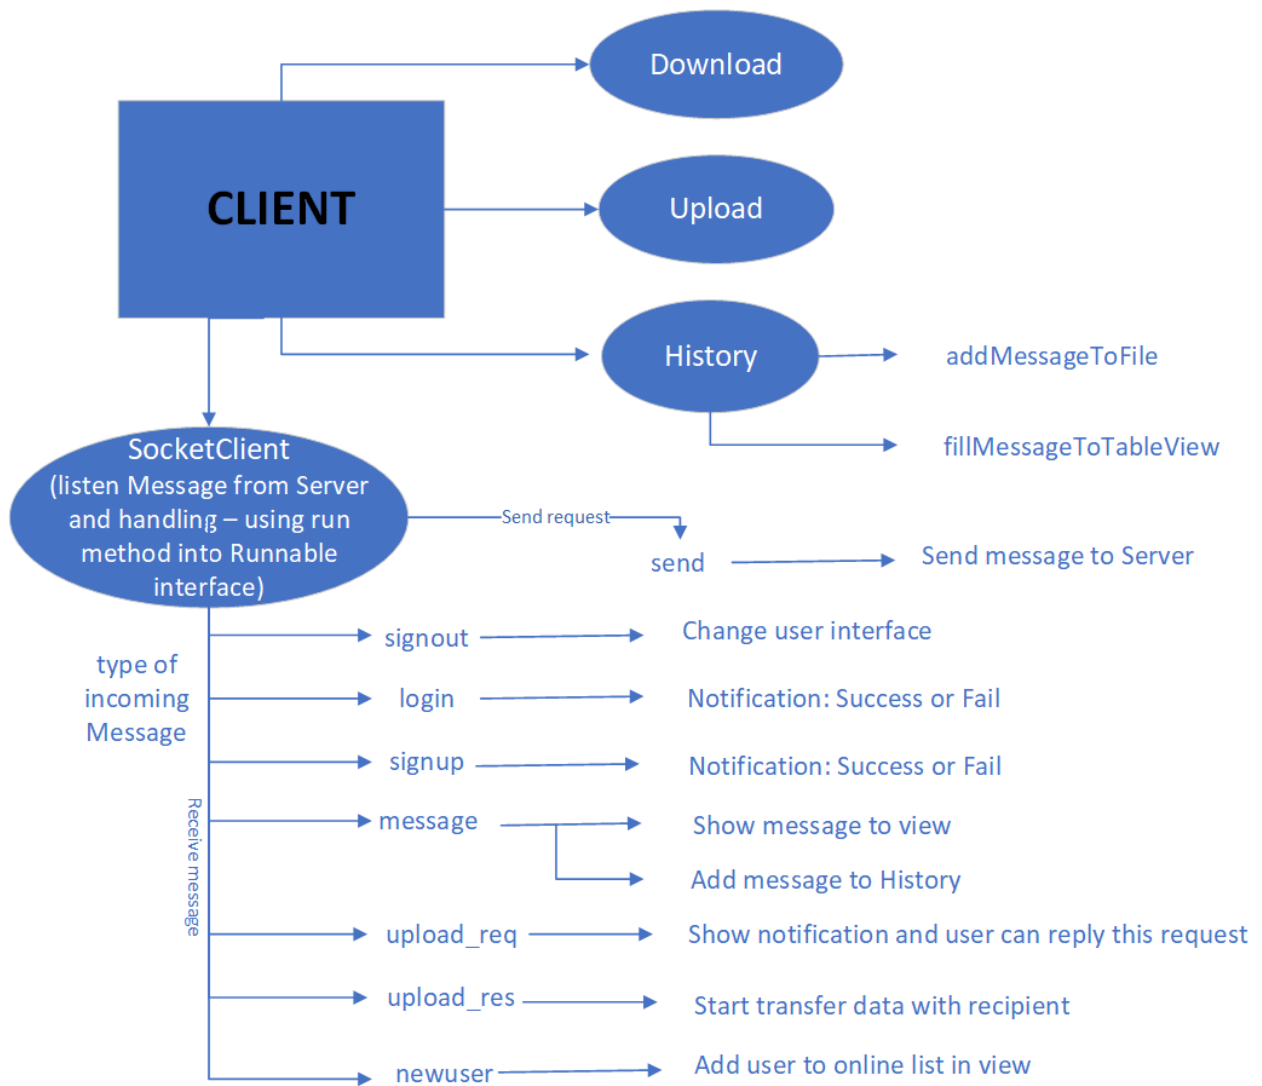 Download
CLIENT
Upload
History
addMessageToFile
fillMessageToTableView
SocketClient
(listen Message from Server
and handling – using run
method into Runnable
interface)
Send request
send
Send message to Server
type of
incoming
Message
Receive message
signout
Change user interface
login
Notification: Success or Fail
signup
Notification: Success or Fail
message
Show message to view
Add message to History
upload_req
Show notification and user can reply this request
upload_res
Start transfer data with recipient
newuser
Add user to online list in view